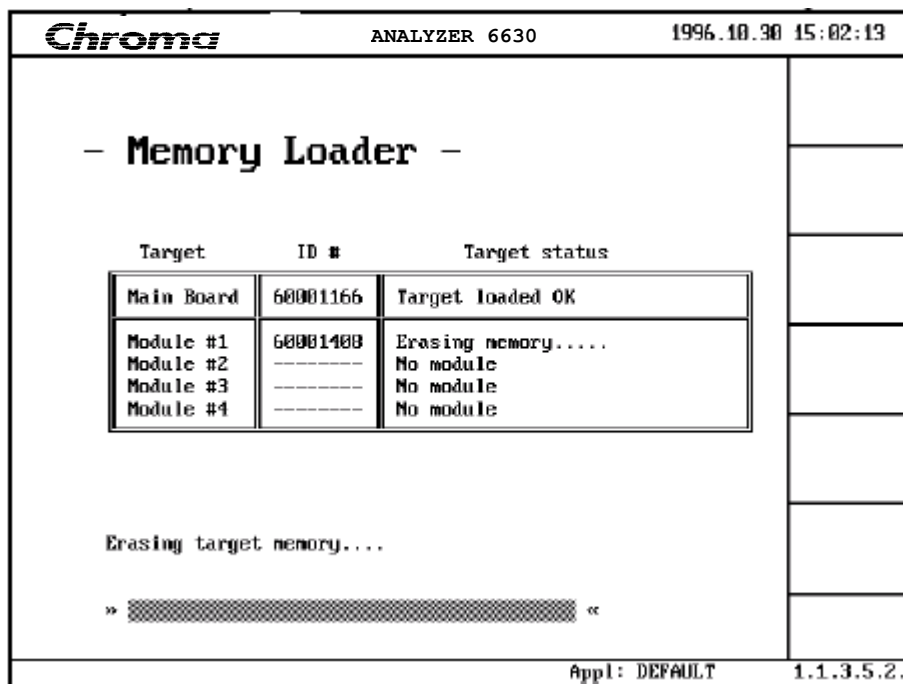 Chroma ANALYZER 6630 1996.10.30 15:02:13
- Memory Loader -
Target ID # Target status
Main Board 60001166 Target loaded OK
Module #1 60001408 Erasing memory.....
Module #2 -------- No module
Module #3 -------- No module
Module #4 -------- No module
Erasing target memory....
» «
Appl: DEFAULT 1.1.3.5.2.